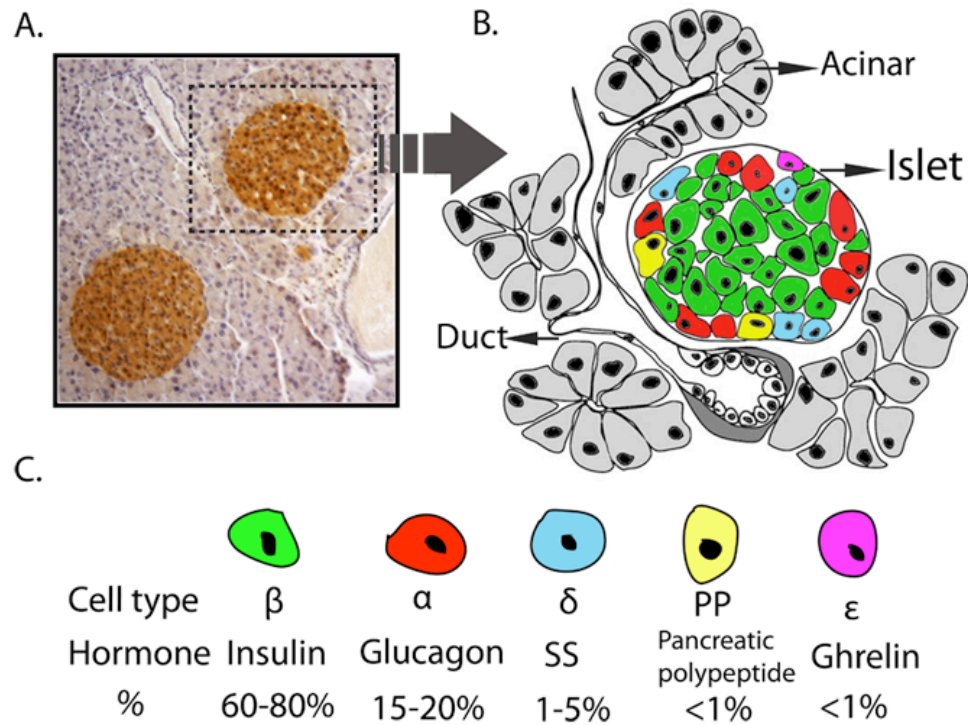 A.
B.
Acinar
Islet
Duct
C.
Cell type β α δ PP ε
Hormone Insulin Glucagon SS Pancreatic polypeptide Ghrelin
% 60-80% 15-20% 1-5% <1% <1%